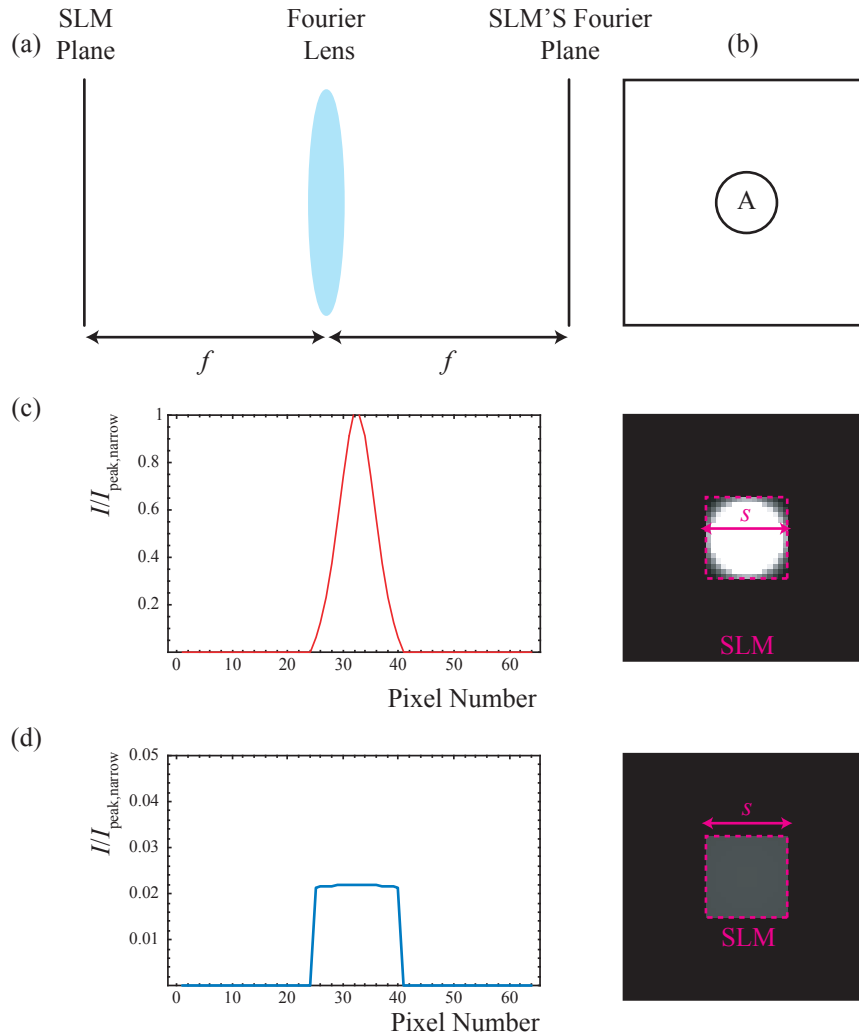 (a)
SLM
Plane
Fourier
Lens
SLM'S Fourier
Plane
(b)
A
f
f
(c)
I/I peak,narrow
1
0.8
0.6
0.4
0.2
0 10 20 30 40 50 60
Pixel Number
s
SLM
(d)
I/I peak,narrow
0.05
0.04
0.03
0.02
0.01
0 10 20 30 40 50 60
Pixel Number
s
SLM